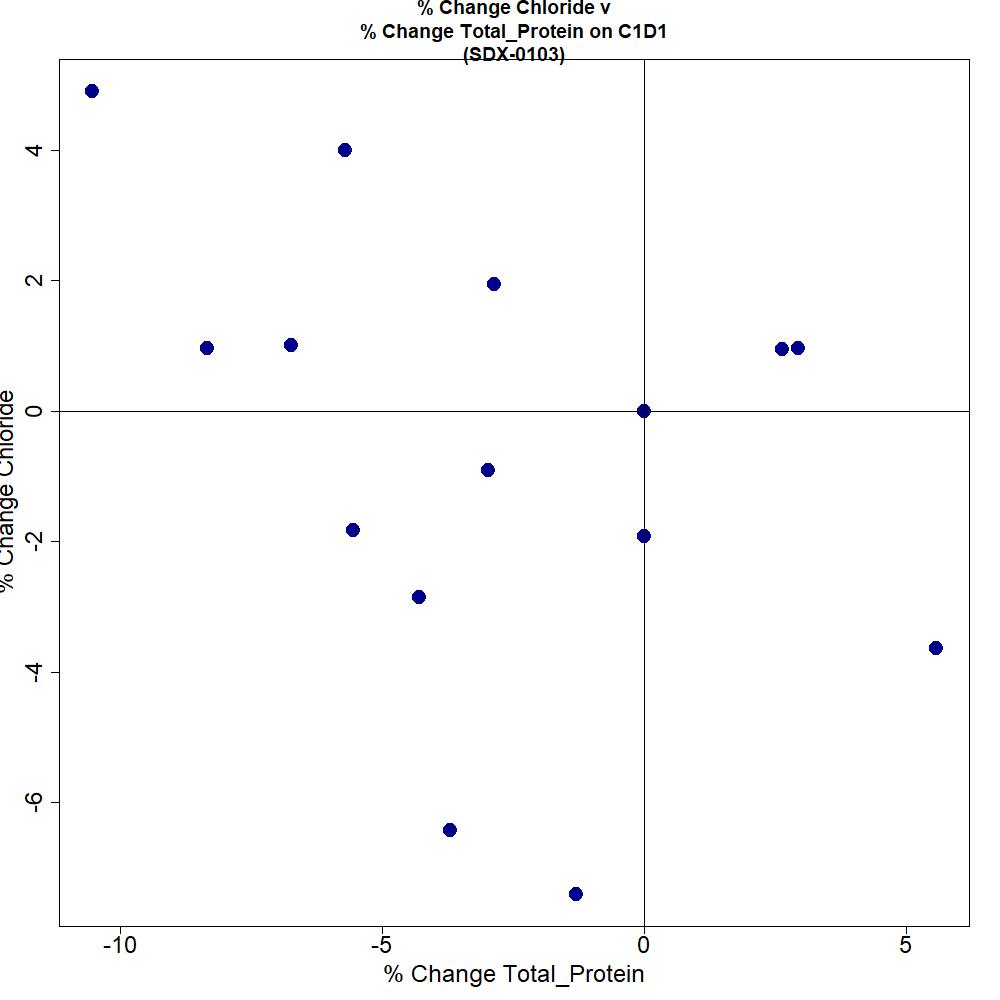 % Change Chloride v
% Change Total_Protein on C1D1
(SDX-0103)
% Change Chloride
4
2
0
-2
-4
-6
-10
-5
0
5
% Change Total_Protein